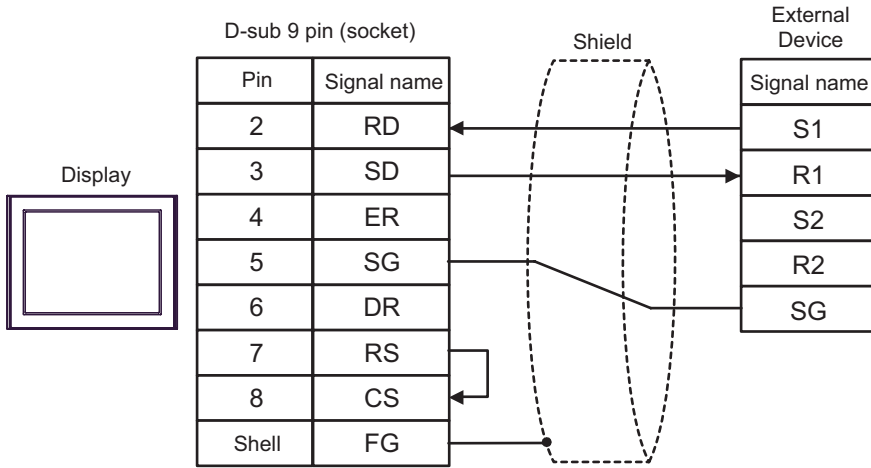 D-sub 9 pin (socket)
Shield
External
Device
Pin Signal name
Signal name
2 RD
S1
3 SD
R1
Display
4 ER
S2
5 SG
R2
6 DR
SG
7 RS
8 CS
Shell FG